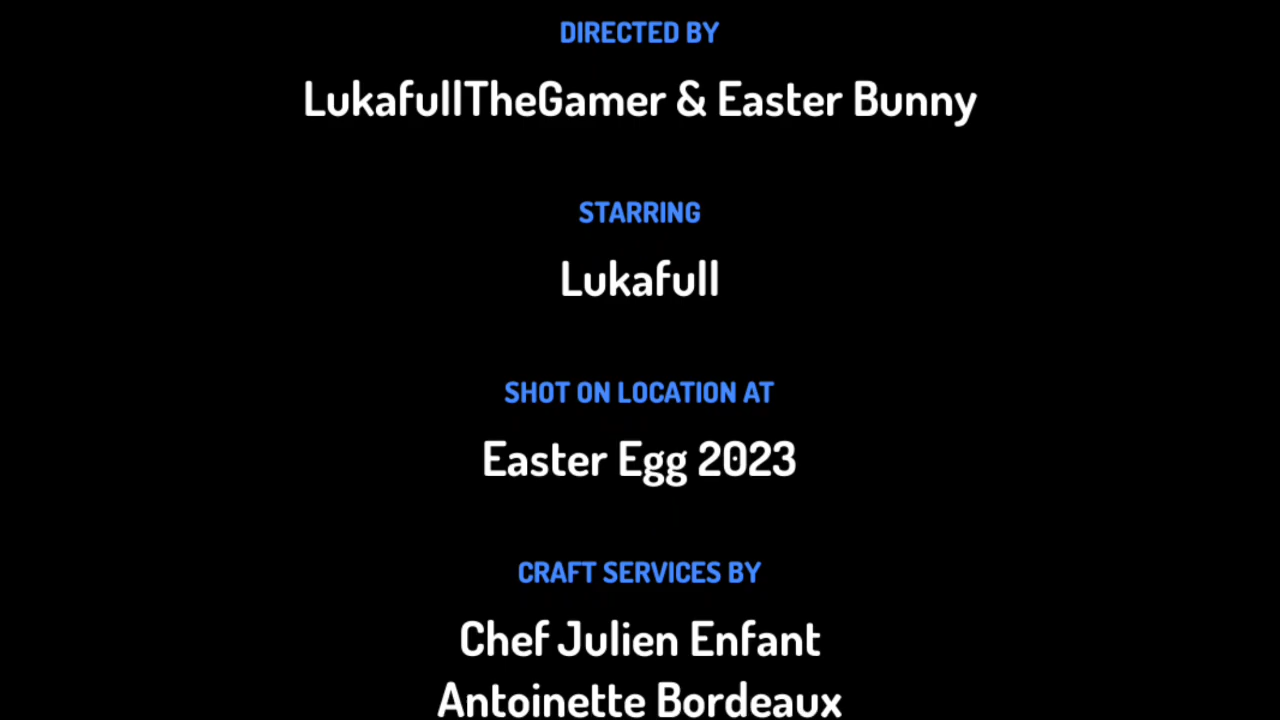 DIRECTED BY
LukafullTheGamer & Easter Bunny
STARRING
Lukafull
SHOT ON LOCATION AT
Easter Egg 2023
CRAFT SERVICES BY
Chef Julien Enfant
Antoinette Bordeaux